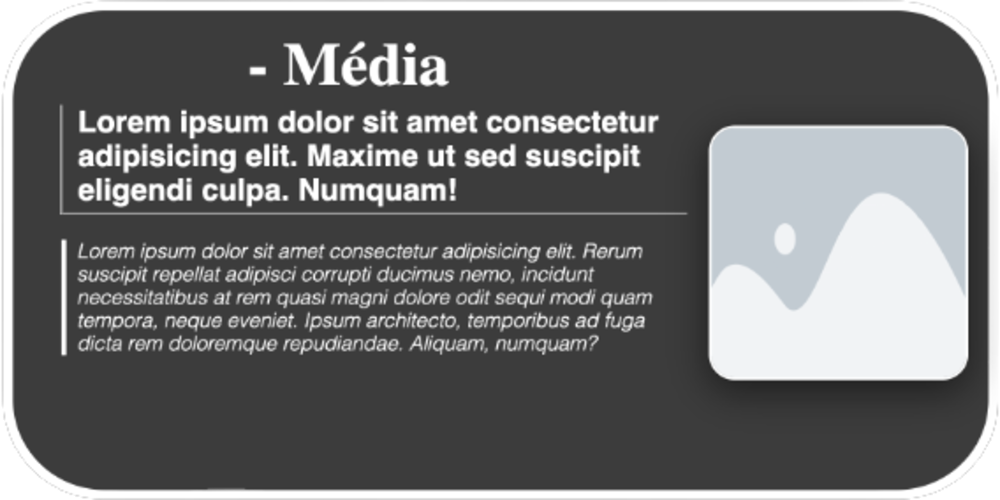 - Média
Lorem ipsum dolor sit amet consectetur
adipisicing elit. Maxime ut sed suscipit
eligendi culpa. Numquam!
Lorem ipsum dolor sit amet consectetur adipisicing elit. Rerum
suscipit repellat adipisci corrupti ducimus nemo, incidunt
necessitatibus at rem quasi magni dolore odit sequi modi quam
tempora, neque eveniet. Ipsum architecto, temporibus ad fuga
dicta rem doloremque repudiandae. Aliquam, numquam?